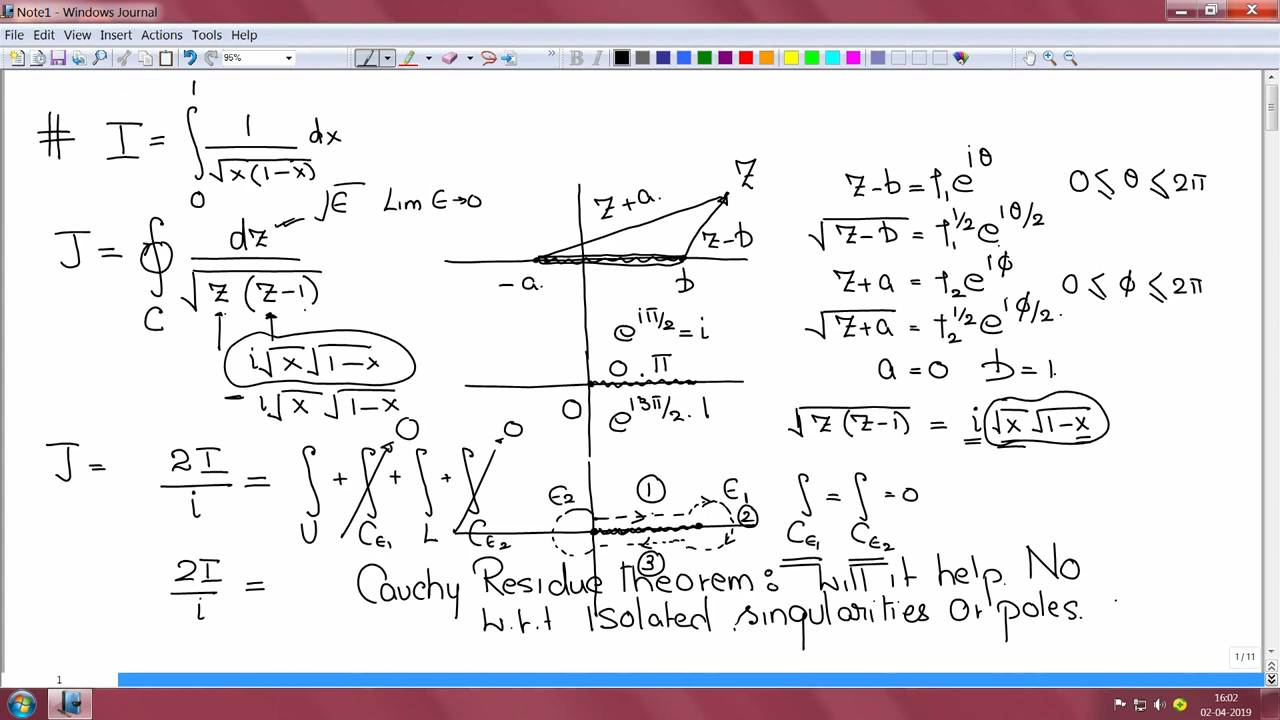 Note1 - Windows Journal
File Edit View Insert Actions Tools Help
95%
# I = ∫₀¹ 1/√x(1-x) dx
√ϵ Lim ϵ→0
J = ∮_C dz/√z(z-1)
i√x√1-x
-i√x√1-x
Z
z+a.
z-b
-a. b
e^{iπ/2} = i
0.π
0
e^{i3π/2}.1
z-b = r₁e^{iθ} 0≤θ≤2π
√z-b = r₁^{1/2}e^{iθ/2}
z+a = r₂e^{iϕ} 0≤ϕ≤2π
√z+a = r₂^{1/2}e^{iϕ/2}.
a=0 b=1.
√z(z-1) = i√x√1-x
J = 2I/i = ∫_U + ∫_{Cϵ₁} + ∫_L + ∫_{Cϵ₂}
0 0
ϵ₂ ① ϵ₁
②
③
∫_{Cϵ₁} = ∫_{Cϵ₂} = 0
2I/i = Cauchy Residue Theorem: will it help. No
w.r.t Isolated singularities Or poles.
1/11
1
16:02
02-04-2019